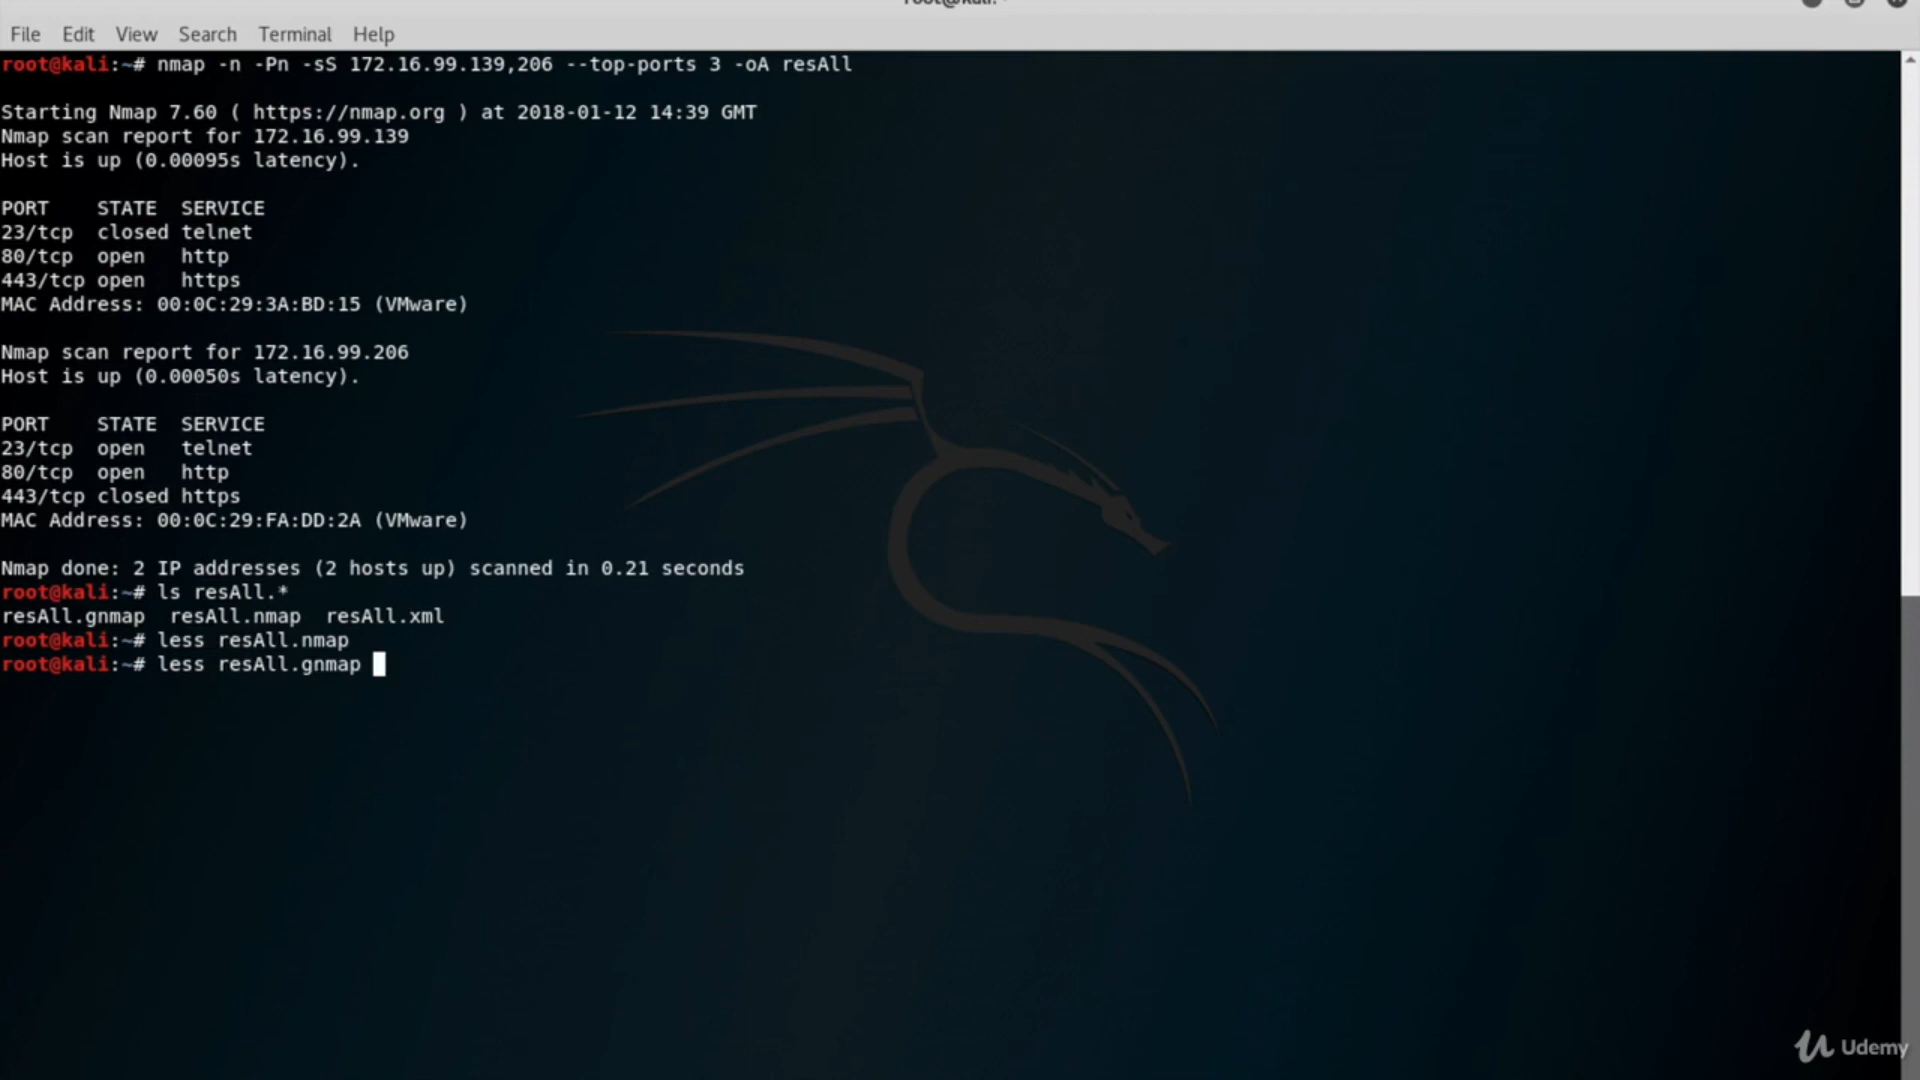 File Edit View Search Terminal Help
root@kali:~# nmap -n -Pn -sS 172.16.99.139,206 --top-ports 3 -oA resAll
Starting Nmap 7.60 ( https://nmap.org ) at 2018-01-12 14:39 GMT
Nmap scan report for 172.16.99.139
Host is up (0.00095s latency).
PORT    STATE  SERVICE
23/tcp  closed telnet
80/tcp  open   http
443/tcp open   https
MAC Address: 00:0C:29:3A:BD:15 (VMware)
Nmap scan report for 172.16.99.206
Host is up (0.00050s latency).
PORT    STATE  SERVICE
23/tcp  open   telnet
80/tcp  open   http
443/tcp closed https
MAC Address: 00:0C:29:FA:DD:2A (VMware)
Nmap done: 2 IP addresses (2 hosts up) scanned in 0.21 seconds
root@kali:~# ls resAll.*
resAll.gnmap  resAll.nmap  resAll.xml
root@kali:~# less resAll.nmap
root@kali:~# less resAll.gnmap
Udemy